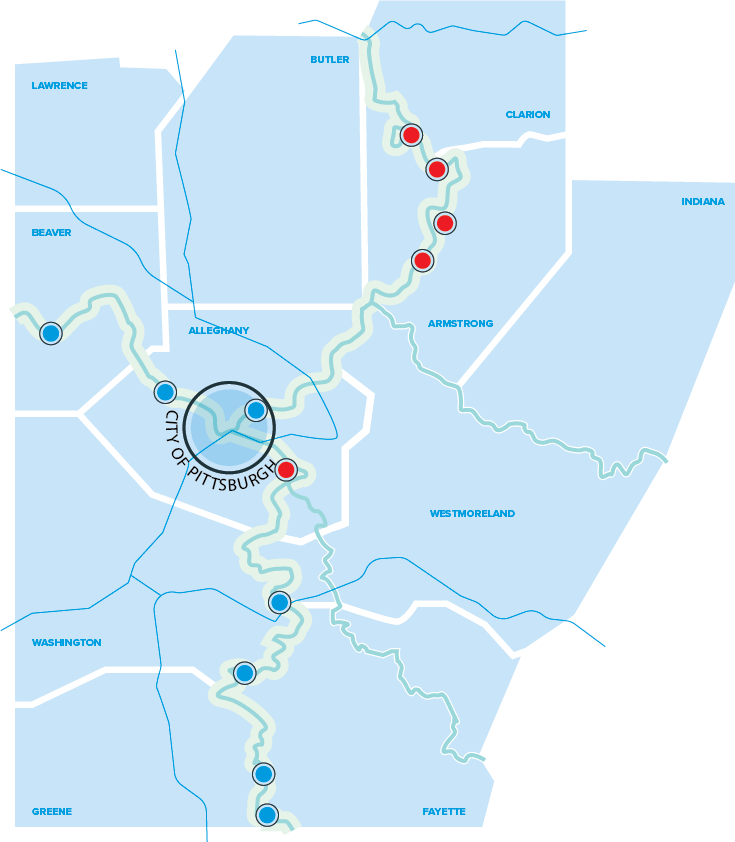 BUTLER
LAWRENCE
CLARION
INDIANA
BEAVER
ALLEGHANY
ARMSTRONG
CITY OF PITTSBURGH
WESTMORELAND
WASHINGTON
GREENE
FAYETTE